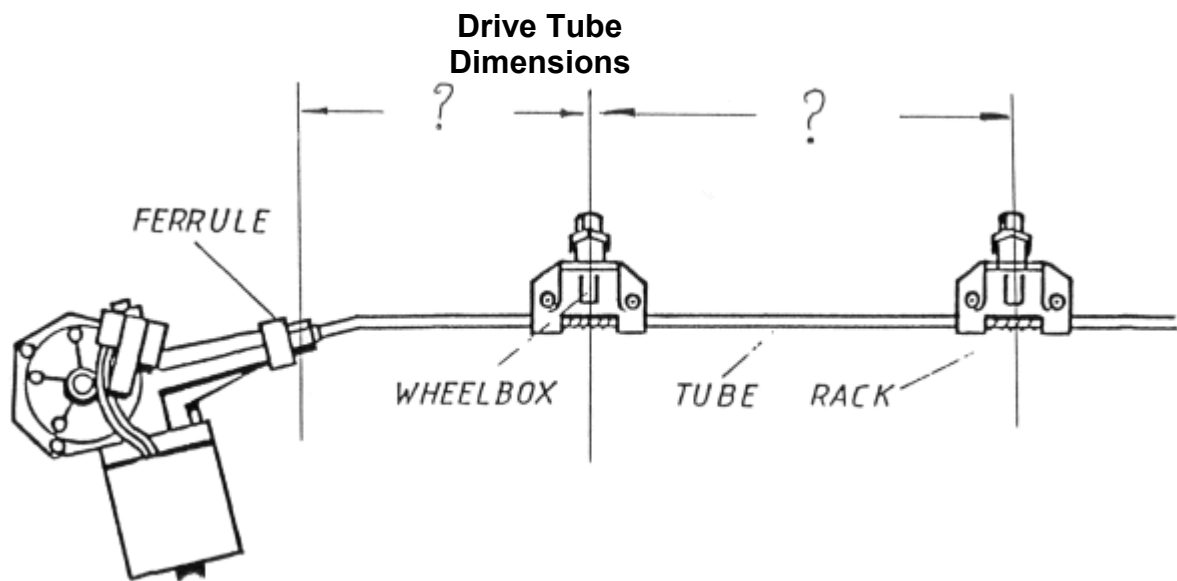 Drive Tube
Dimensions
? ?
FERRULE
WHEELBOX TUBE RACK